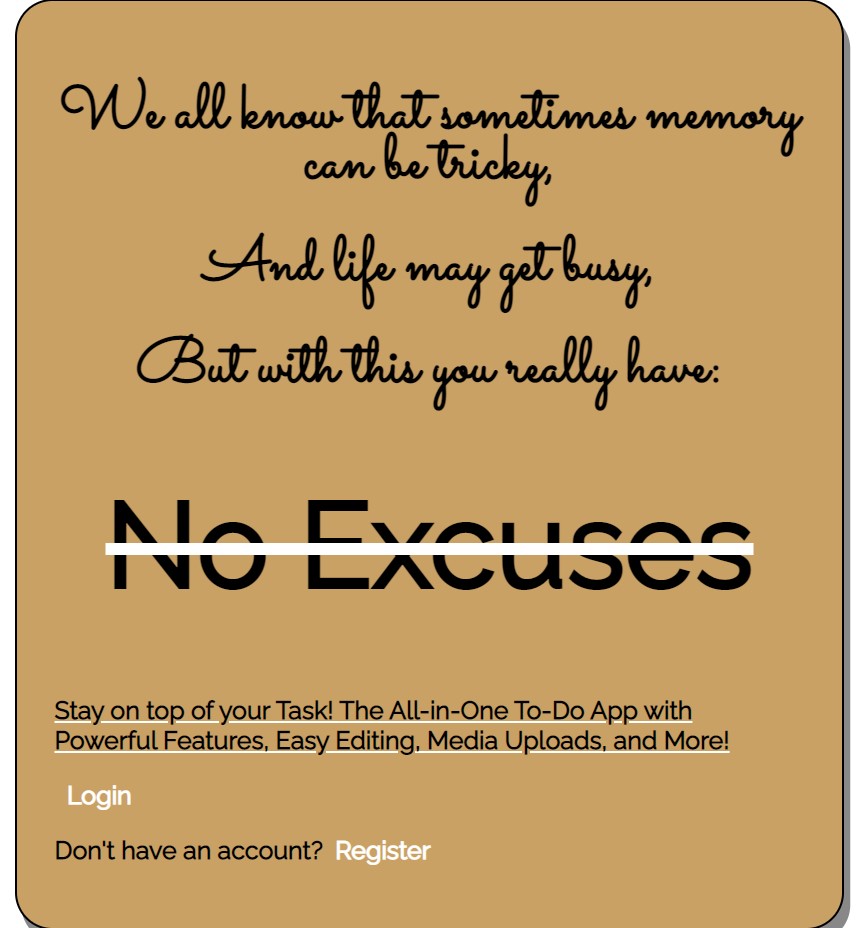 We all know that sometimes memory
can be tricky,
And life may get busy,
But with this you really have:
No Excuses
Stay on top of your Task! The All-in-One To-Do App with
Powerful Features, Easy Editing, Media Uploads, and More!
Login
Don't have an account? Register